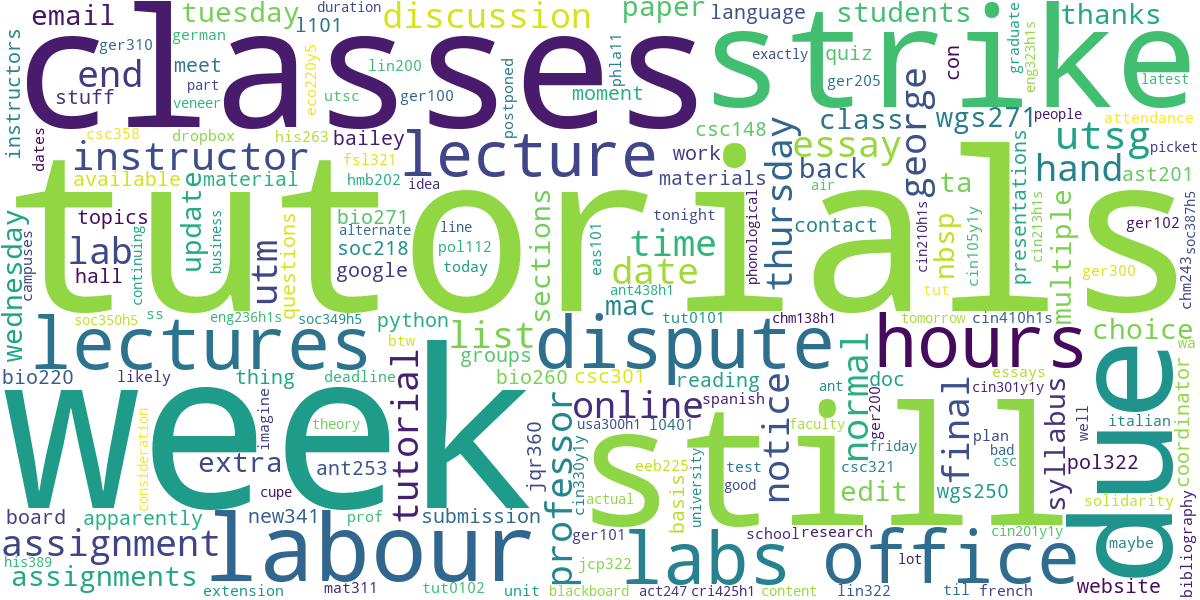 email
tuesday
duration
l101
discussion
paper
language
students
thanks
classes
strike
instructors
ger310
german
end
stuff
meet
part
veneer
eco220y5
lin200
utsc
ger100
postponed
moment
exactly
quiz
ger205
con
graduate
eng323h1s
latest
dates
csc358
dropbox
his263
bailey
csc148
class
wgs271
people
attendance
instructor
lecture
fsl321
work
essay
george
utsg
picket
available
material
hmb202
idea
materials
back
ta
hand
ast201
tutorials
wednesday
campuses
topics
update
business
continuing
bio271
alternate
line
tonight
phonological
thursday
air
contact
cin210h1s
nbsp
cin105y1y
presentations
cin213h1s
multiple
ger102
soc387h5
lab
hall
utm
questions
soc218
google
pol112
today
sections
eas101
time
date
ant438h1
mac
tut
ger300
chm243
soc350h5
ss
eng236h1s
soc349h5
python
tut0101
chm138h1
tomorrow
cin410h1s
choice
wa
lectures
btw
list
groups
dispute
hours
bio220
likely
thing
deadline
tutorial
bio260
csc301
reading
ant
normal
doc
essays
cin301y1y
coordinator
week
consideration
imagine
theory
extra
ant253
cupe
professor
jqr360
online
spanish
usa300h1
l0401
cin330y1y
still
eeb225
actual
basis
university
notice
test
good
faculty
friday
csc321
edit
ger200
final
plan
bad
csc
wgs250
syllabus
well
pol322
italian
due
solidarity
board
apparently
new341
prof
submission
ger101
school
research
cin201y1y
maybe
bibliography
assignment
labour
his389
assignments
jcp322
labs
office
lot
website
extension
mat311
tut0102
unit
blackboard
act247
cri425h1
content
lin322
til
french